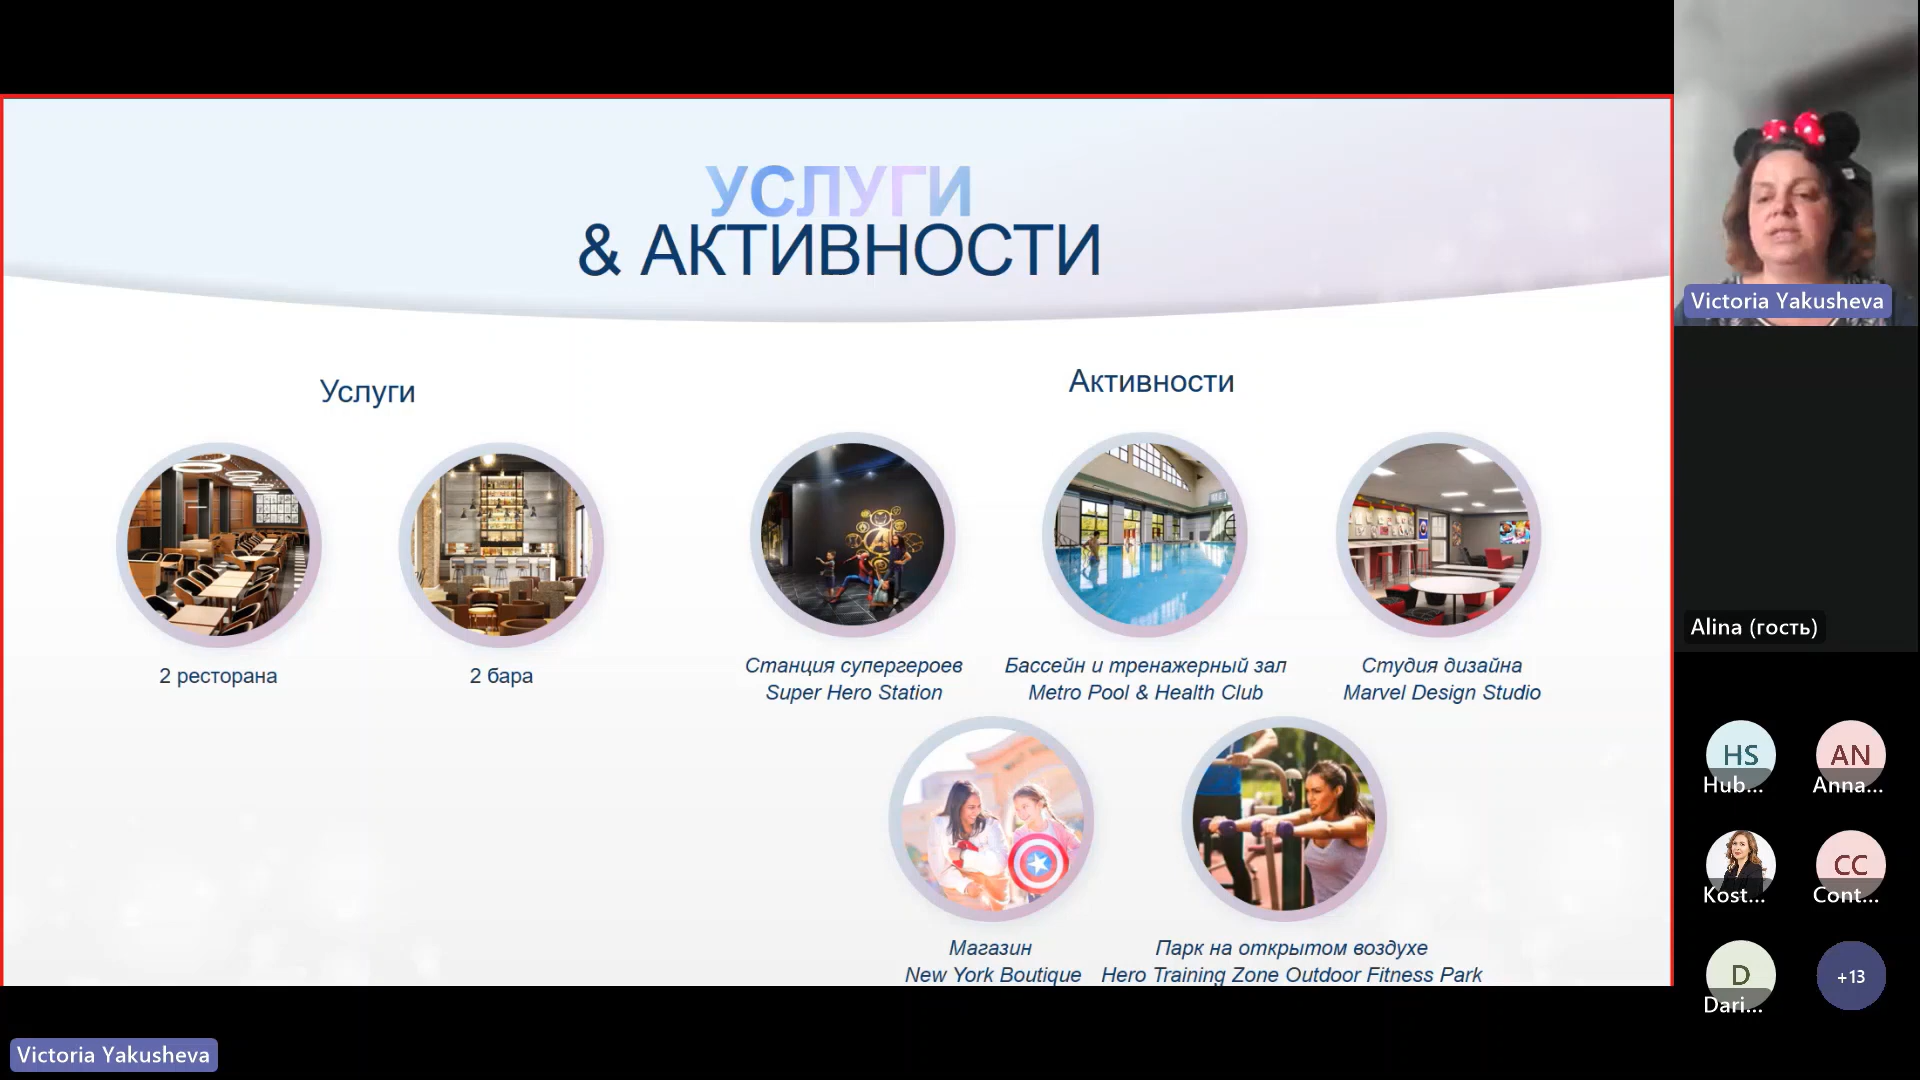 УСЛУГИ
& АКТИВНОСТИ
Услуги
Активности
2 ресторана
2 бара
Станция супергероев
Super Hero Station
Бассейн и тренажерный зал
Metro Pool & Health Club
Студия дизайна
Marvel Design Studio
Магазин
New York Boutique
Парк на открытом воздухе
Hero Training Zone Outdoor Fitness Park
Victoria Yakusheva
Alina (гость)
HS
Hub...
AN
Anna...
Kost...
CC
Cont...
D
Dari...
+13
Victoria Yakusheva